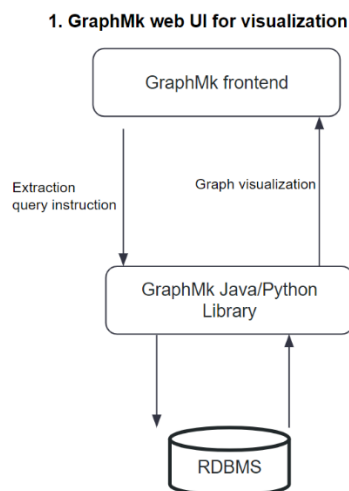 1. GraphMk web UI for visualization
GraphMk frontend
Extraction
query instruction
Graph visualization
GraphMk Java/Python
Library
RDBMS